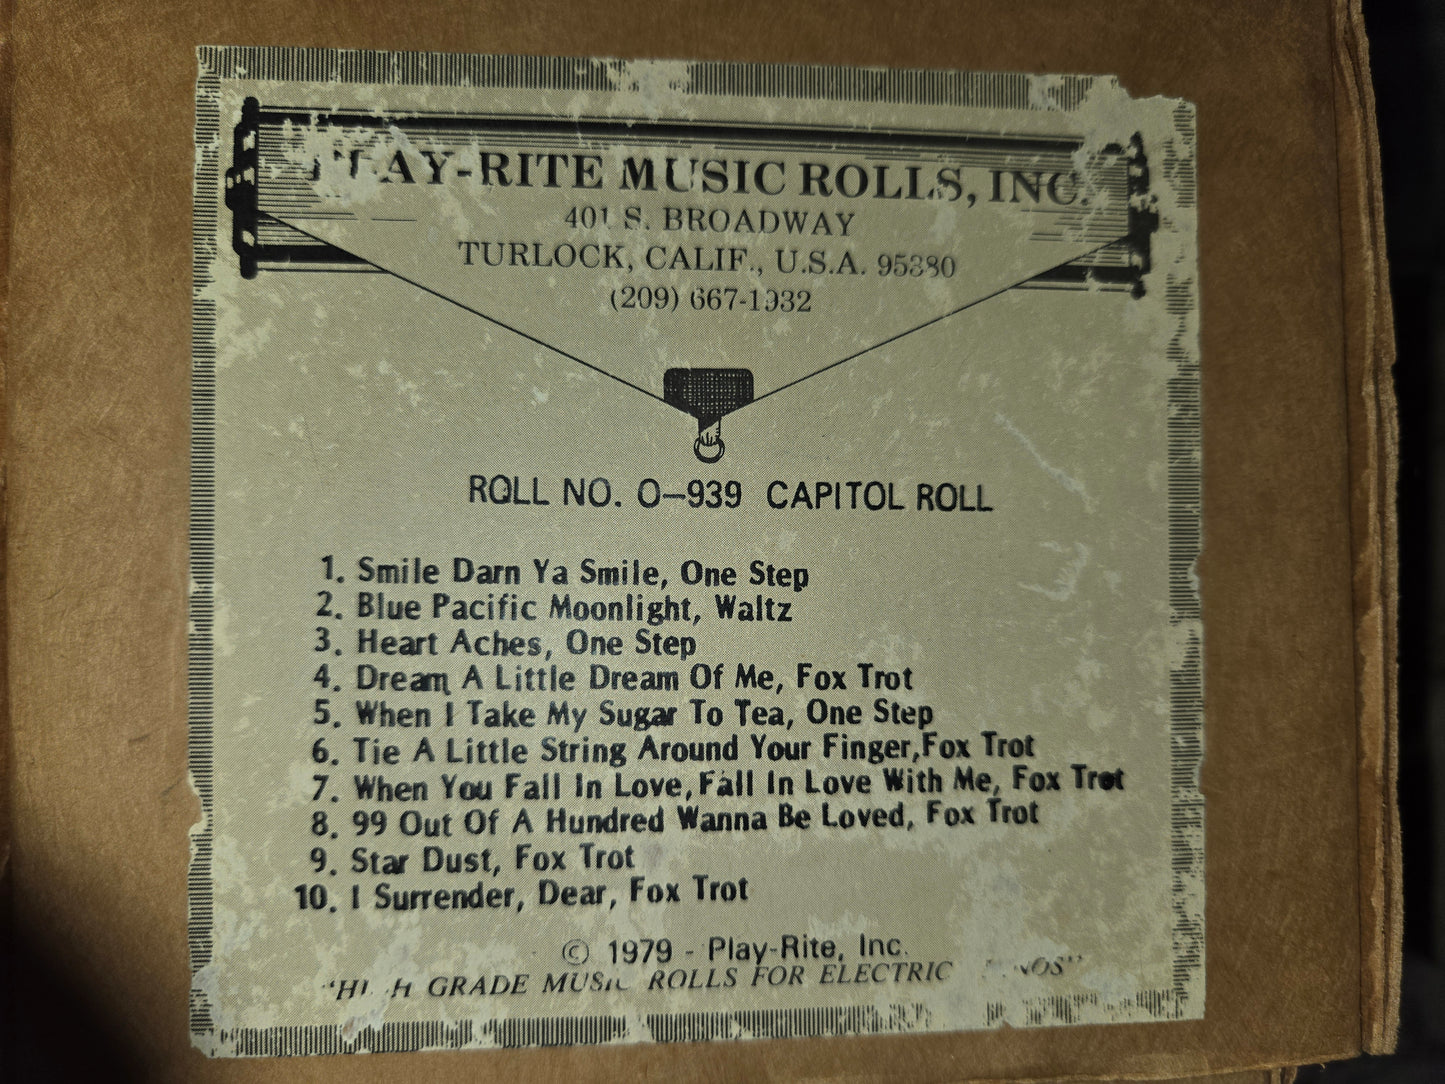 PLAY-RITE MUSIC ROLLS, INC.
401 S. BROADWAY
TURLOCK, CALIF., U.S.A. 95380
(209) 667-1932
ROLL NO. O-939 CAPITOL ROLL
1. Smile Darn Ya Smile, One Step
2. Blue Pacific Moonlight, Waltz
3. Heart Aches, One Step
4. Dream A Little Dream Of Me, Fox Trot
5. When I Take My Sugar To Tea, One Step
6. Tie A Little String Around Your Finger,Fox Trot
7. When You Fall In Love,Fall In Love With Me, Fox Trot
8. 99 Out Of A Hundred Wanna Be Loved, Fox Trot
9. Star Dust, Fox Trot
10. I Surrender, Dear, Fox Trot
© 1979 - Play-Rite, Inc.
"HIGH GRADE MUSIC ROLLS FOR ELECTRIC PIANOS"